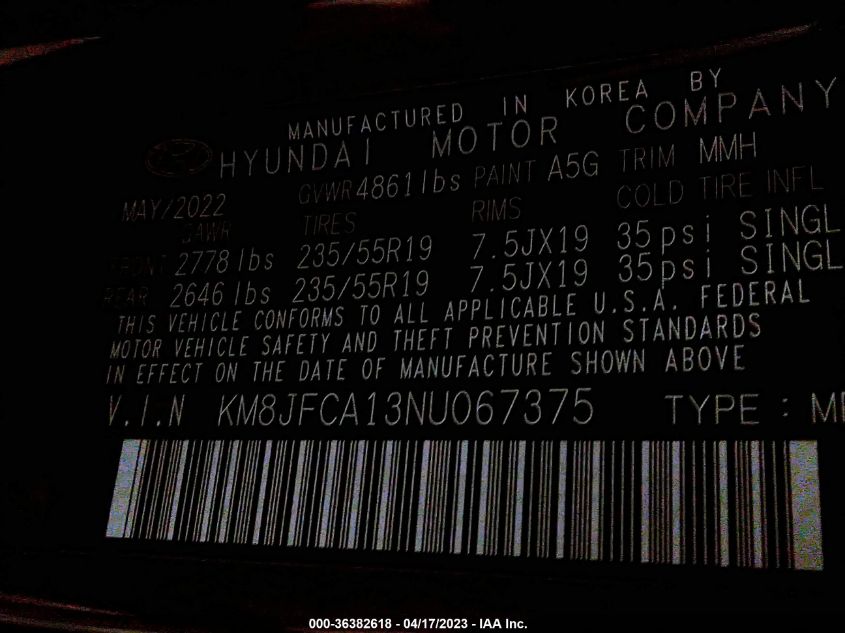 MANUFACTURED IN KOREA BY
HYUNDAI MOTOR COMPANY
MAY/2022 GVWR 4861lbs PAINT A5G TRIM MMH
GAWR TIRES RIMS COLD TIRE INFL
FRONT 2778lbs 235/55R19 7.5JX19 35psi SINGL
REAR 2646lbs 235/55R19 7.5JX19 35psi SINGL
THIS VEHICLE CONFORMS TO ALL APPLICABLE U.S.A. FEDERAL
MOTOR VEHICLE SAFETY AND THEFT PREVENTION STANDARDS
IN EFFECT ON THE DATE OF MANUFACTURE SHOWN ABOVE
V.I.N KM8JFCA13NU067375 TYPE : M
000-36382618 - 04/17/2023 - IAA Inc.